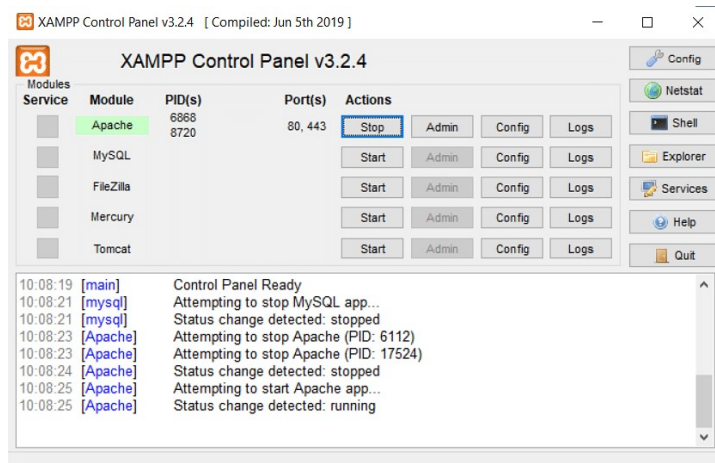 XAMPP Control Panel v3.2.4 [ Compiled: Jun 5th 2019 ]
XAMPP Control Panel v3.2.4
Config
Modules
Service Module PID(s) Port(s) Actions
Netstat
Apache 6868 8720 80, 443 Stop Admin Config Logs
Shell
MySQL Start Admin Config Logs
Explorer
FileZilla Start Admin Config Logs
Services
Mercury Start Admin Config Logs
Help
Tomcat Start Admin Config Logs
Quit
10:08:19 [main] Control Panel Ready
10:08:21 [mysql] Attempting to stop MySQL app...
10:08:21 [mysql] Status change detected: stopped
10:08:23 [Apache] Attempting to stop Apache (PID: 6112)
10:08:23 [Apache] Attempting to stop Apache (PID: 17524)
10:08:24 [Apache] Status change detected: stopped
10:08:25 [Apache] Attempting to start Apache app...
10:08:25 [Apache] Status change detected: running